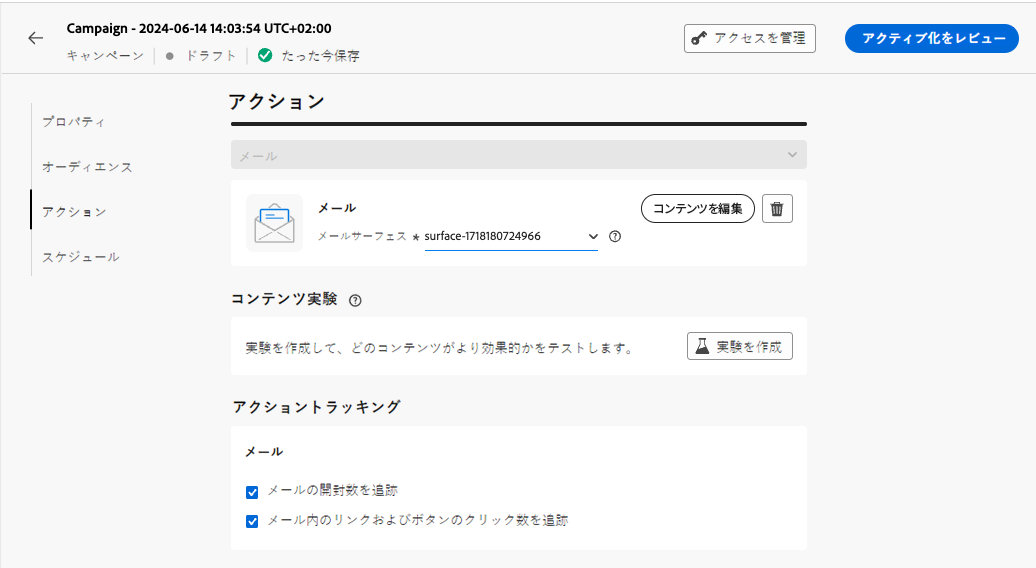 Campaign - 2024-06-14 14:03:54 UTC+02:00
キャンペーン ドラフト たった今保存
アクセスを管理
アクティブ化をレビュー
プロパティ
オーディエンス
アクション
スケジュール
アクション
メール
メール
メールサーフェス * surface-1718180724966
コンテンツを編集
コンテンツ実験
実験を作成して、どのコンテンツがより効果的かをテストします。
実験を作成
アクショントラッキング
メール
メールの開封数を追跡
メール内のリンクおよびボタンのクリック数を追跡